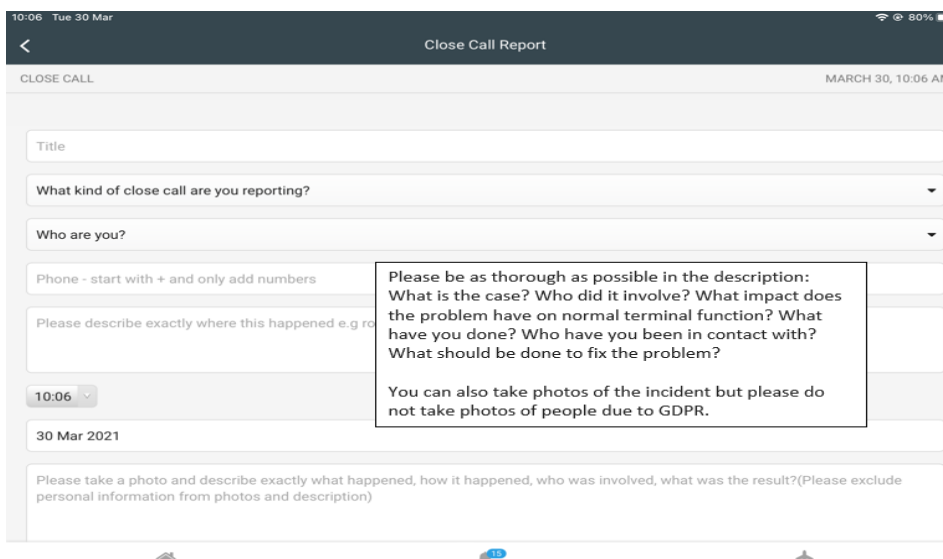 10:06 Tue 30 Mar
80%
Close Call Report
CLOSE CALL
MARCH 30, 10:06 AM
Title
What kind of close call are you reporting?
Who are you?
Phone - start with + and only add numbers
Please describe exactly where this happened e.g
Please be as thorough as possible in the description:
What is the case? Who did it involve? What impact does
the problem have on normal terminal function? What
have you done? Who have you been in contact with?
What should be done to fix the problem?
You can also take photos of the incident but please do
not take photos of people due to GDPR.
10:06
30 Mar 2021
Please take a photo and describe exactly what happened, how it happened, who was involved, what was the result?(Please exclude
personal information from photos and description)
15